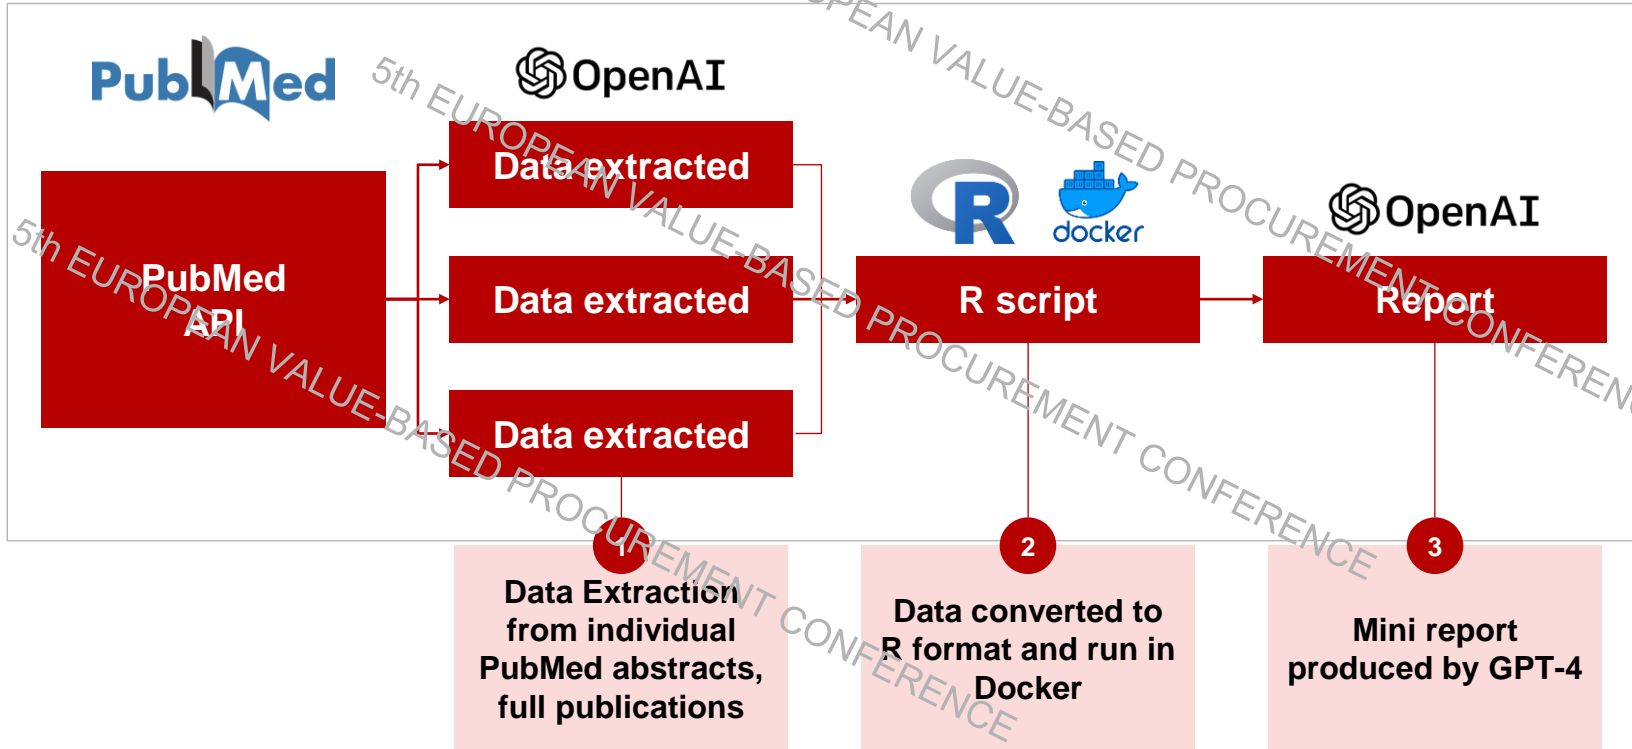 PubMed
OpenAI
Data extracted
PubMed
API
Data extracted
Data extracted
docker
R
R script
OpenAI
Report
1
Data Extraction
from individual
PubMed abstracts,
full publications
2
Data converted to
R format and run in
Docker
3
Mini report
produced by GPT-4
5th EUROPEAN VALUE-BASED PROCUREMENT CONFERENCE
5th EUROPEAN VALUE-BASED PROCUREMENT CONFERENCE
OPEAN VALUE-BASED PROCUREMENT CONFERENC